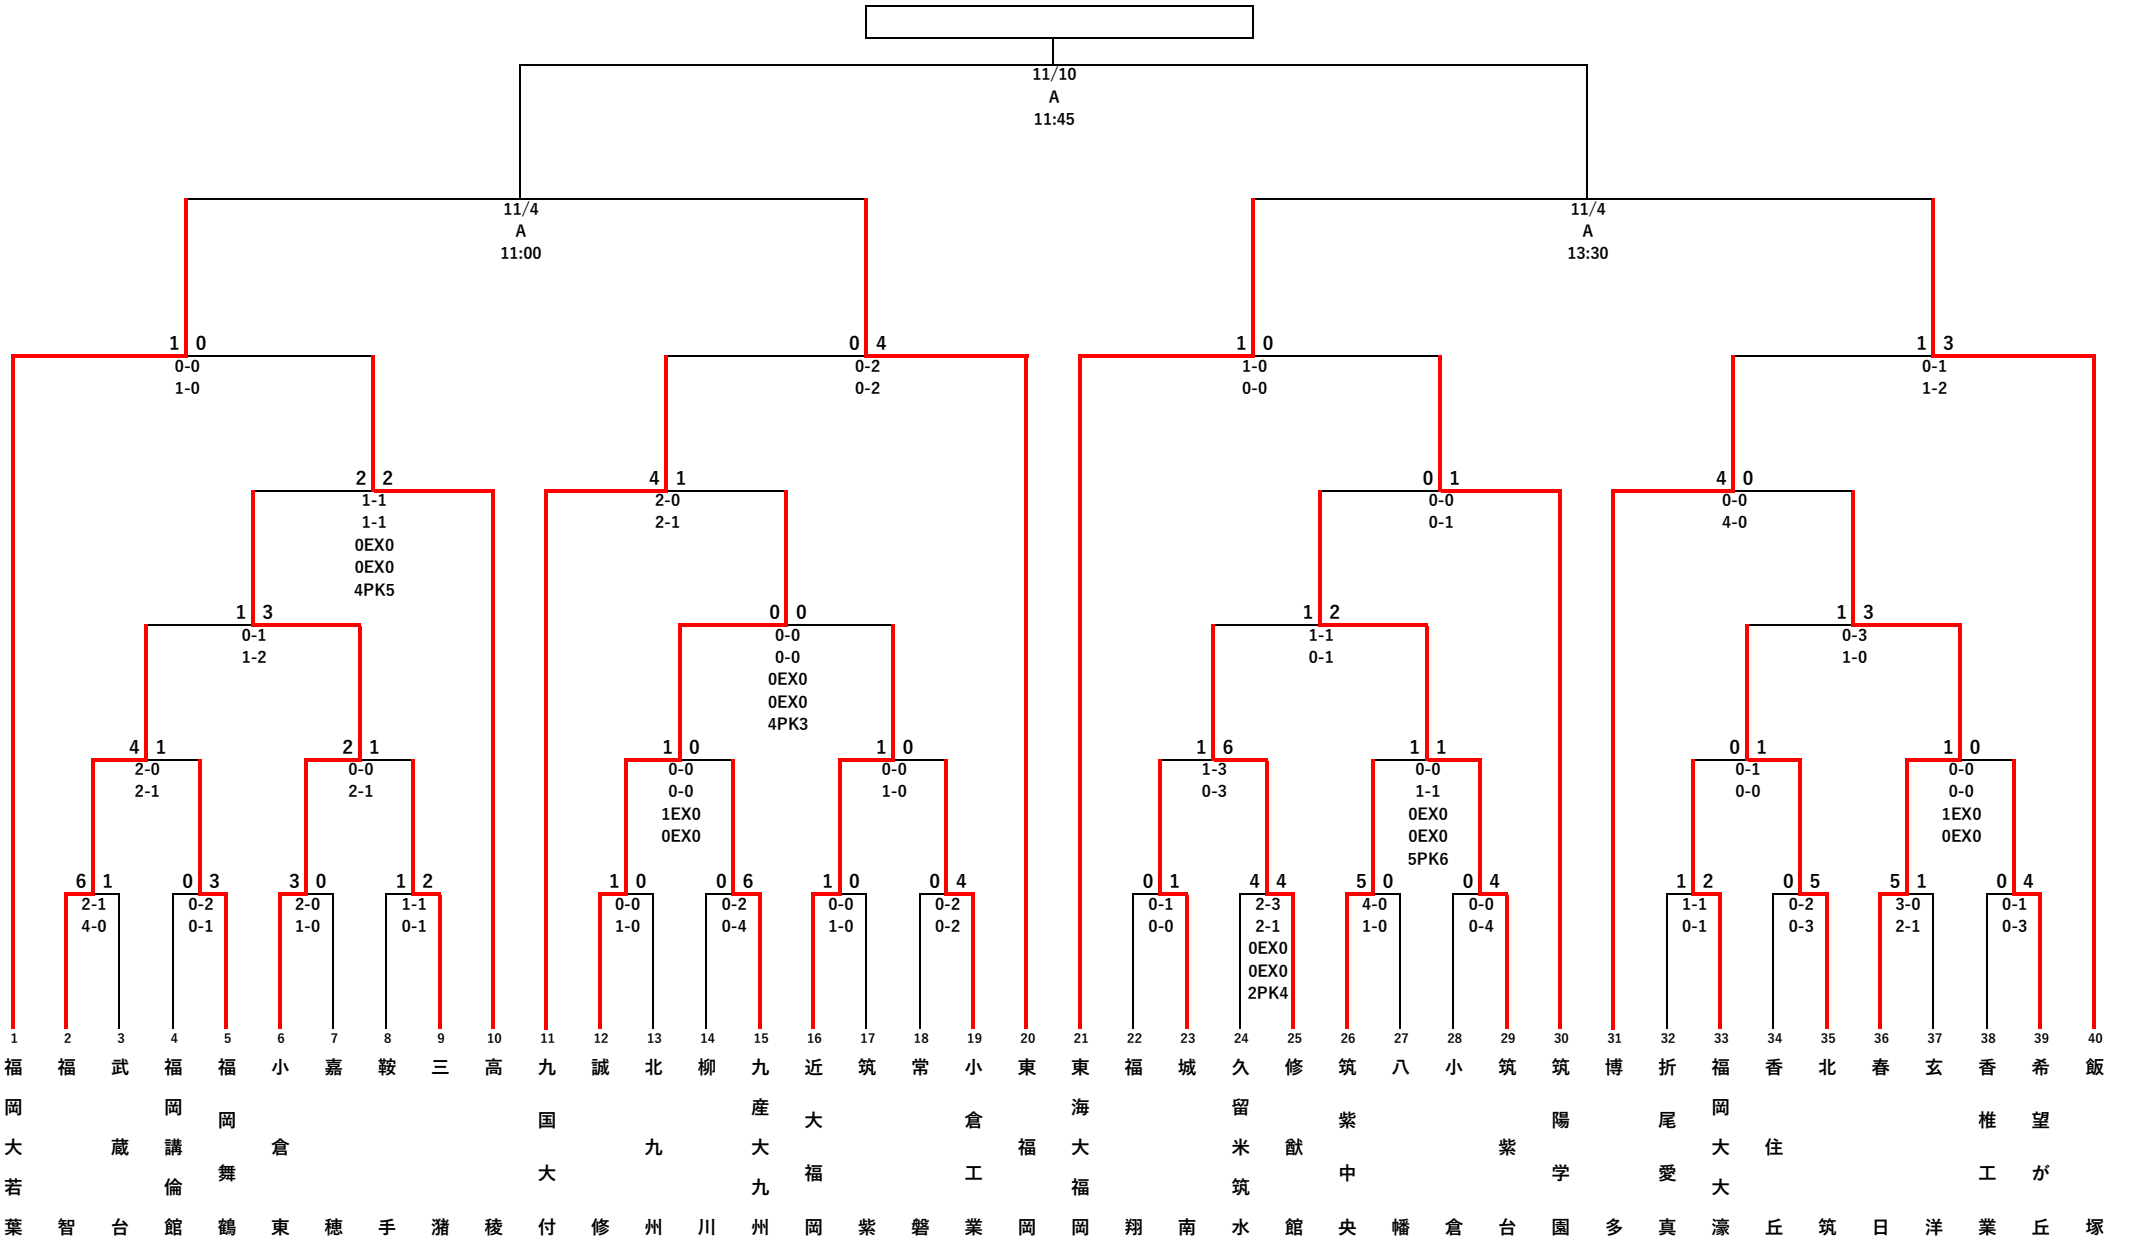 11/10
A
11:45
11/4
A
11:00
11/4
A
13:30
1 0
0-0
1-0
0 4
0-2
0-2
1 0
1-0
0-0
1 3
0-1
1-2
2 2
1-1
1-1
0EX0
0EX0
4PK5
4 1
2-0
2-1
0 1
0-0
0-1
4 0
0-0
4-0
1 3
0-1
1-2
0 0
0-0
0-0
0EX0
0EX0
4PK3
1 2
1-1
0-1
1 3
0-3
1-0
4 1
2-0
2-1
2 1
0-0
2-1
1 0
0-0
0-0
1EX0
0EX0
1 0
0-0
1-0
1 6
1-3
0-3
1 1
0-0
1-1
0EX0
0EX0
5PK6
0 1
0-1
0-0
1 0
0-0
0-0
1EX0
0EX0
6 1
2-1
4-0
0 3
0-2
0-1
3 0
2-0
1-0
1 2
1-1
0-1
1 0
0-0
1-0
0 6
0-2
0-4
1 0
0-0
1-0
0 4
0-2
0-2
0 1
0-1
0-0
4 4
2-3
2-1
0EX0
0EX0
2PK4
5 0
4-0
1-0
0 4
0-0
0-4
1 2
1-1
0-1
0 5
0-2
0-3
5 1
3-0
2-1
0 4
0-1
0-3
1 福岡大若葉
2 福智
3 武蔵台
4 福岡講倫館
5 福岡舞鶴
6 小倉東
7 嘉穂
8 鞍手
9 三潴
10 高稜
11 九国大付
12 誠修
13 北九州
14 柳川
15 九産大九州
16 近大福岡
17 筑紫
18 常磐
19 小倉工業
20 東福岡
21 東海大福岡
22 福翔
23 城南
24 久留米筑水
25 修猷館
26 筑紫中央
27 八幡
28 小倉
29 筑紫台
30 筑陽学園
31 博多
32 折尾愛真
33 福岡大大濠
34 香住丘
35 北筑
36 春日
37 玄洋
38 香椎工業
39 希望が丘
40 飯塚